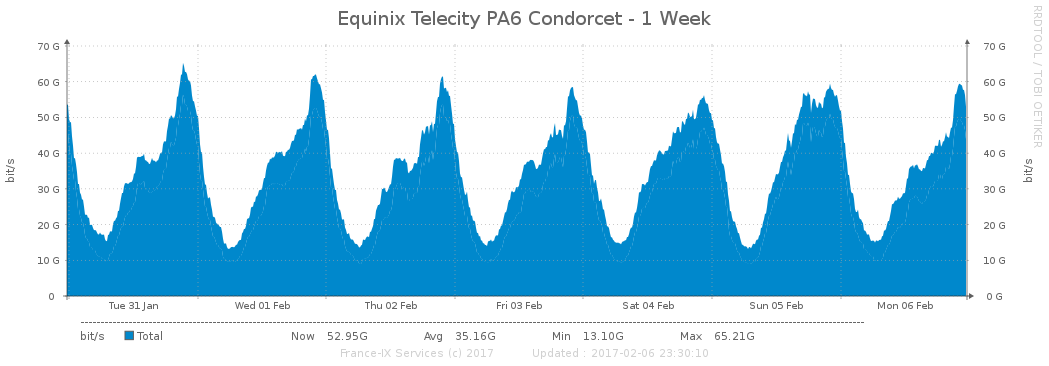 Equinix Telecity PA6 Condorcet - 1 Week
RRDTOOL / TOBI OETIKER
70 G 70 G
60 G 60 G
50 G 50 G
40 G 40 G
30 G 30 G
20 G 20 G
10 G 10 G
0 0 G
bit/s
bit/s
Tue 31 Jan Wed 01 Feb Thu 02 Feb Fri 03 Feb Sat 04 Feb Sun 05 Feb Mon 06 Feb
bit/s Total Now 52.95G Avg 35.16G Min 13.10G Max 65.21G
France-IX Services (c) 2017 Updated : 2017-02-06 23:30:10